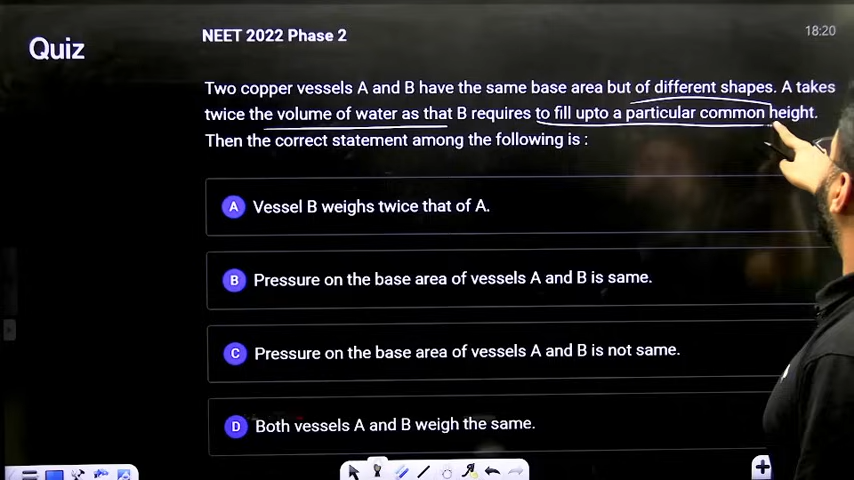 18:20
Quiz
NEET 2022 Phase 2
Two copper vessels A and B have the same base area but of different shapes. A takes
twice the volume of water as that B requires to fill upto a particular common height.
Then the correct statement among the following is :
A Vessel B weighs twice that of A.
B Pressure on the base area of vessels A and B is same.
C Pressure on the base area of vessels A and B is not same.
D Both vessels A and B weigh the same.